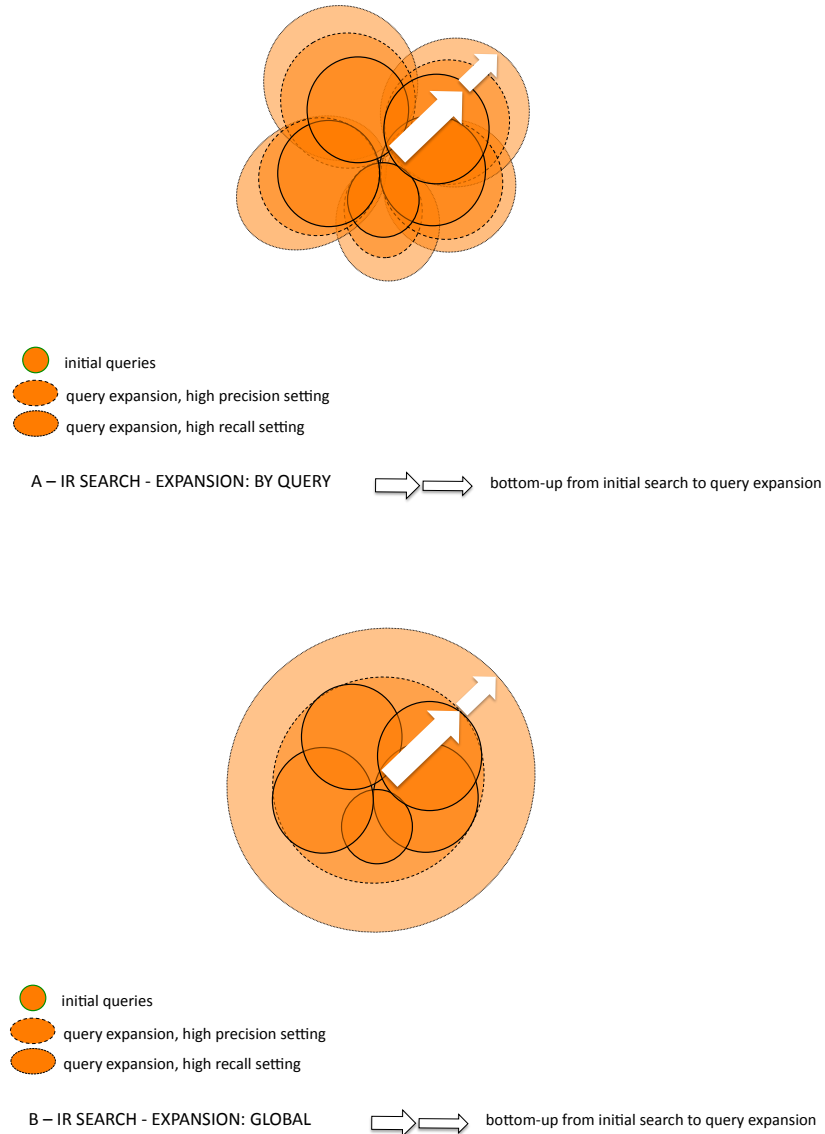 initial queries
query expansion, high precision setting
query expansion, high recall setting
A – IR SEARCH - EXPANSION: BY QUERY
bottom-up from initial search to query expansion
initial queries
query expansion, high precision setting
query expansion, high recall setting
B – IR SEARCH - EXPANSION: GLOBAL
bottom-up from initial search to query expansion